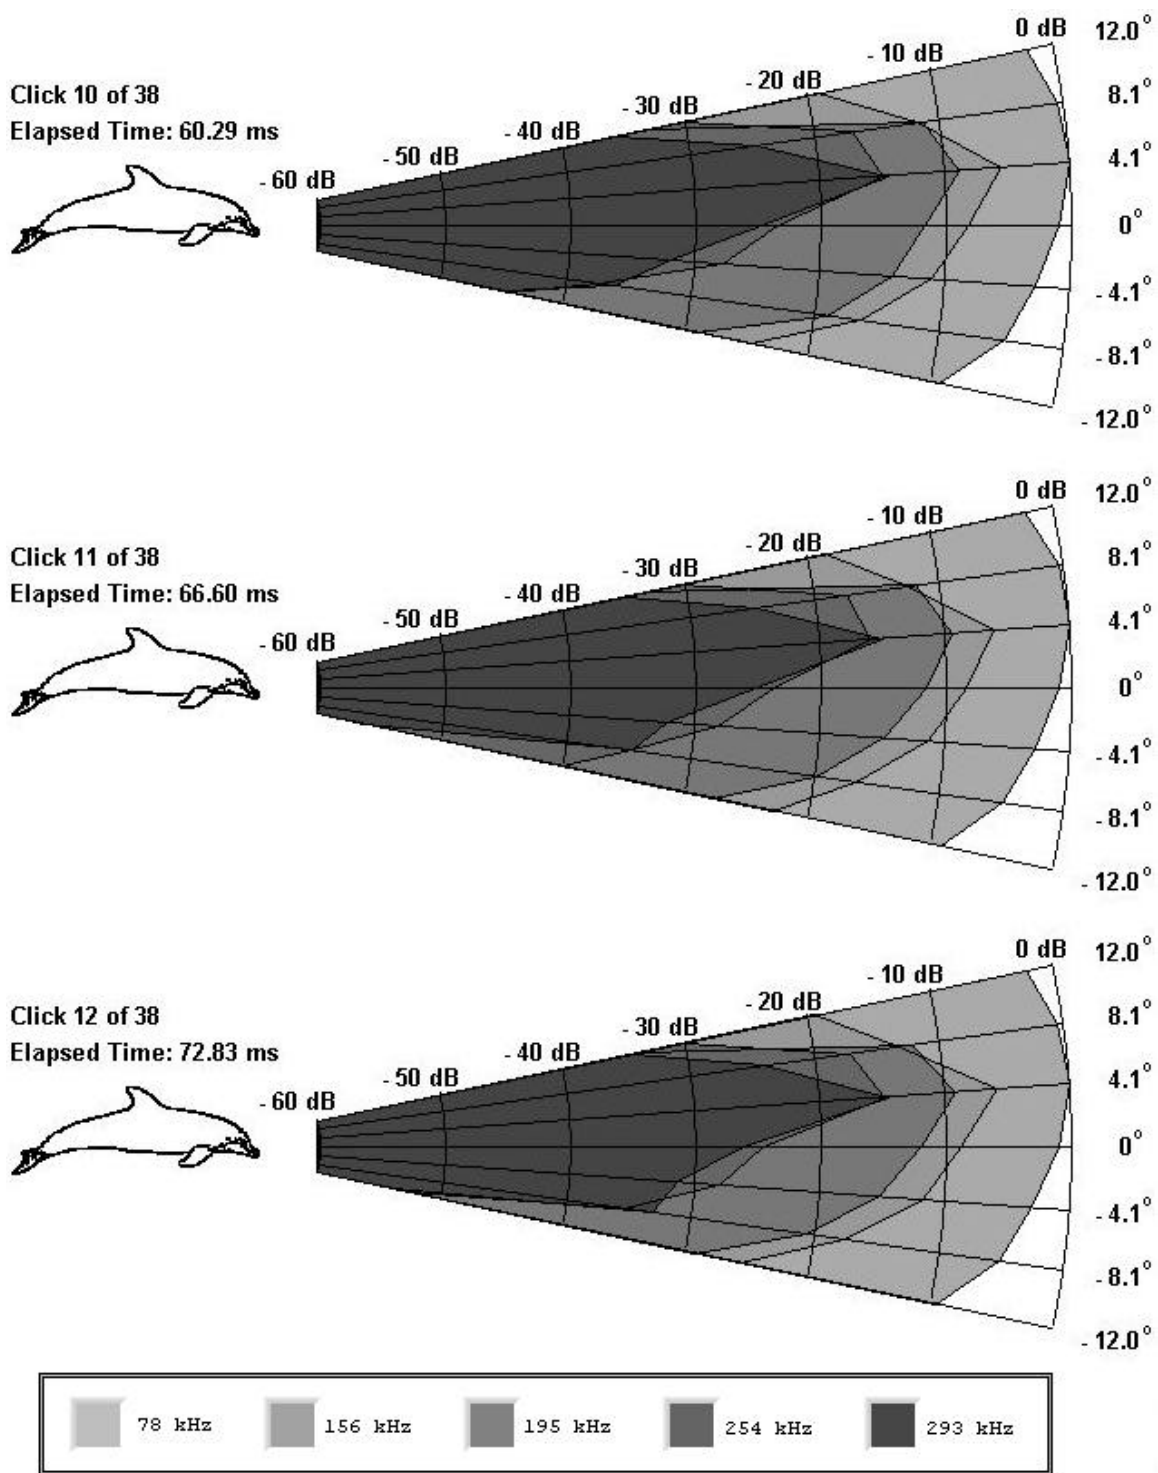 0 dB 12.0°
- 10 dB
- 20 dB 8.1°
Click 10 of 38
- 30 dB
Elapsed Time: 60.29 ms
- 40 dB
- 50 dB 4.1°
- 60 dB
0°
- 4.1°
- 8.1°
- 12.0°
0 dB 12.0°
- 10 dB
- 20 dB 8.1°
Click 11 of 38
- 30 dB
Elapsed Time: 66.60 ms
- 40 dB
- 50 dB 4.1°
- 60 dB
0°
- 4.1°
- 8.1°
- 12.0°
0 dB 12.0°
- 10 dB
- 20 dB 8.1°
Click 12 of 38
- 30 dB
Elapsed Time: 72.83 ms
- 40 dB
- 50 dB 4.1°
- 60 dB
0°
- 4.1°
- 8.1°
- 12.0°
78 kHz 156 kHz 195 kHz 254 kHz 293 kHz